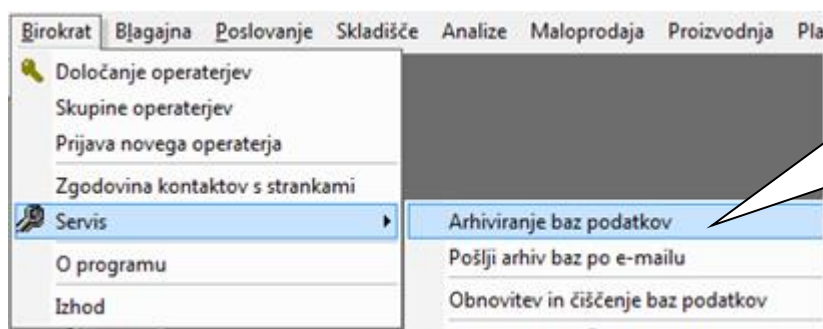 Birokrat Blagajna Poslovanje Skladišče Analize Maloprodaja Proizvodnja Pla
Določanje operaterjev
Skupine operaterjev
Prijava novega operaterja
Zgodovina kontaktov s strankami
Servis
Arhiviranje baz podatkov
O programu
Pošlji arhiv baz po e-mailu
Izhod
Obnovitev in čiščenje baz podatkov